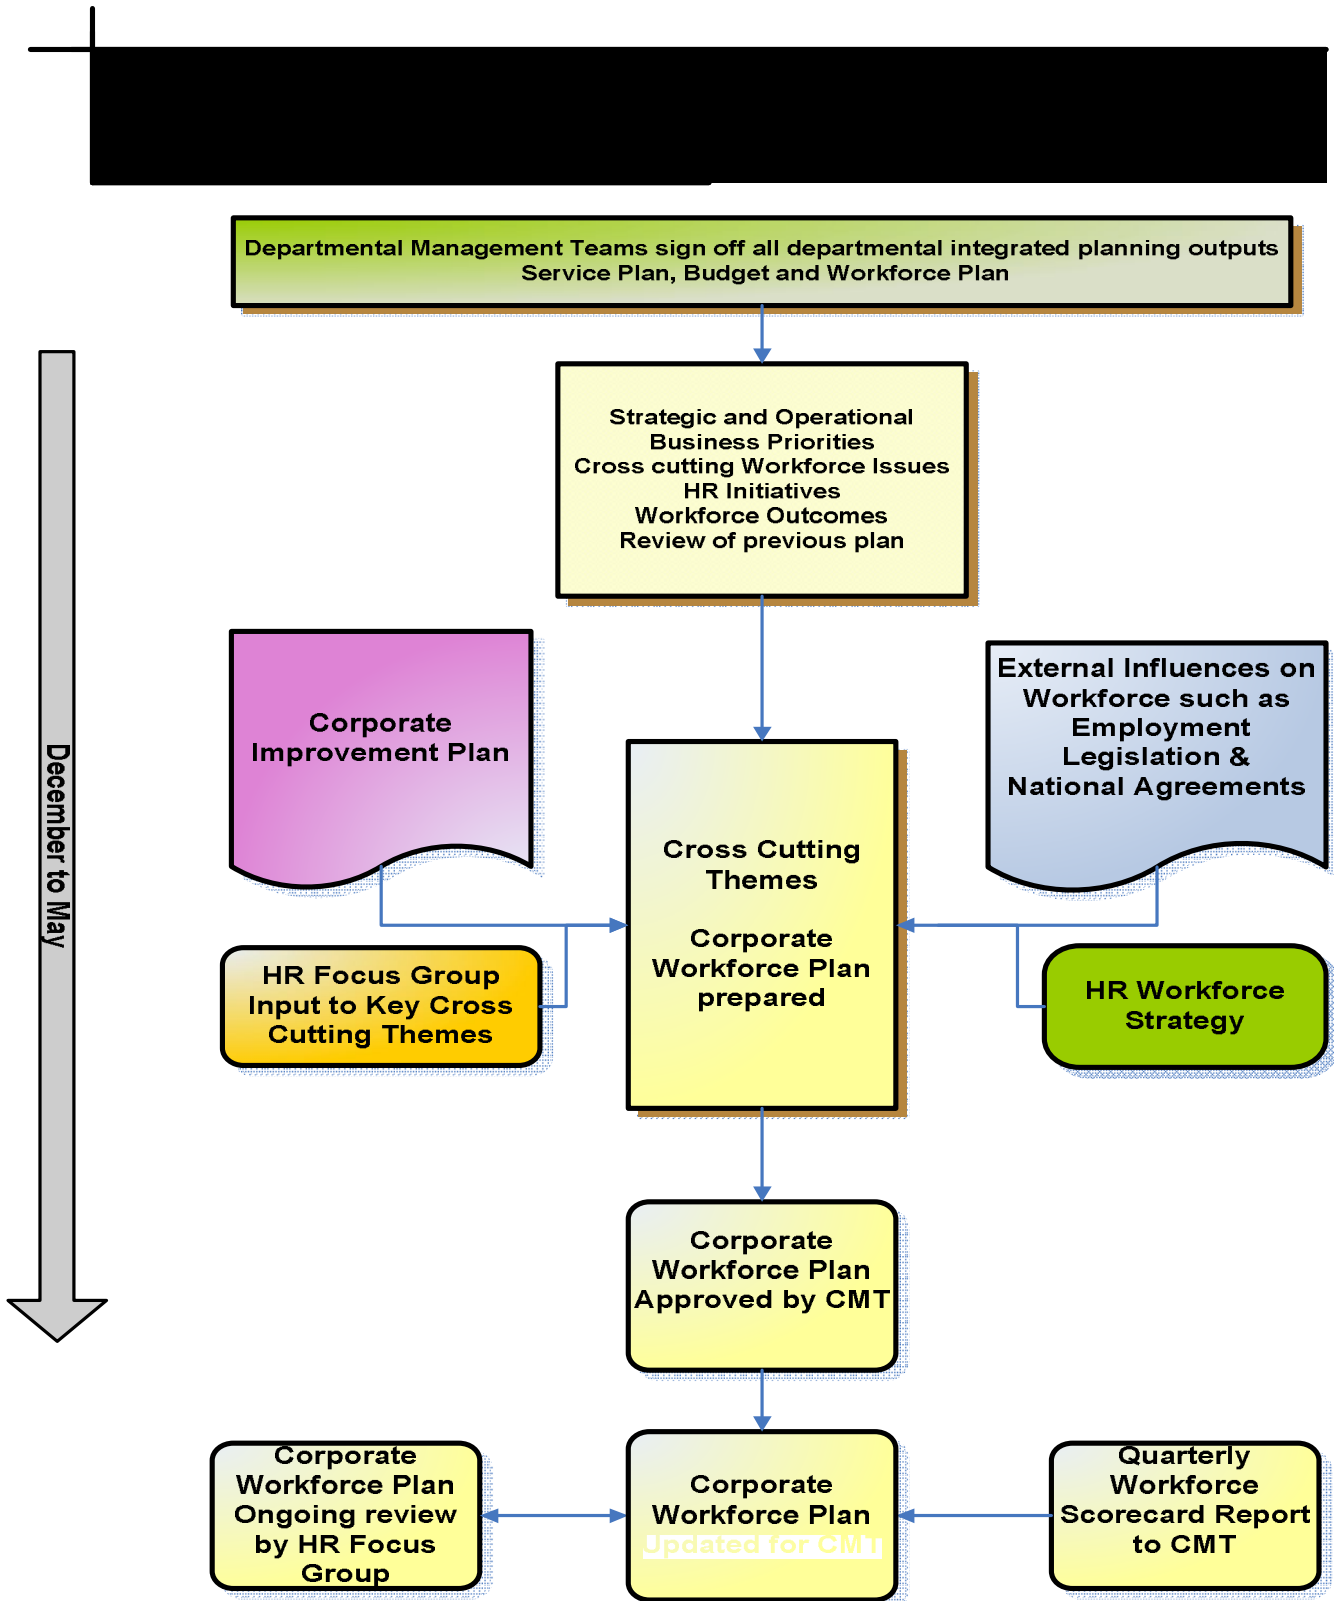 Departmental Management Teams sign off all departmental integrated planning outputs
Service Plan, Budget and Workforce Plan
Strategic and Operational
Business Priorities
Cross cutting Workforce Issues
HR Initiatives
Workforce Outcomes
Review of previous plan
Corporate
Improvement Plan
External Influences on
Workforce such as
Employment
Legislation &
National Agreements
December to May
Cross Cutting
Themes
Corporate
Workforce Plan
prepared
HR Focus Group
Input to Key Cross
Cutting Themes
HR Workforce
Strategy
Corporate
Workforce Plan
Approved by CMT
Corporate
Workforce Plan
Ongoing review
by HR Focus
Group
Corporate
Workforce Plan
Updated for CMT
Quarterly
Workforce
Scorecard Report
to CMT